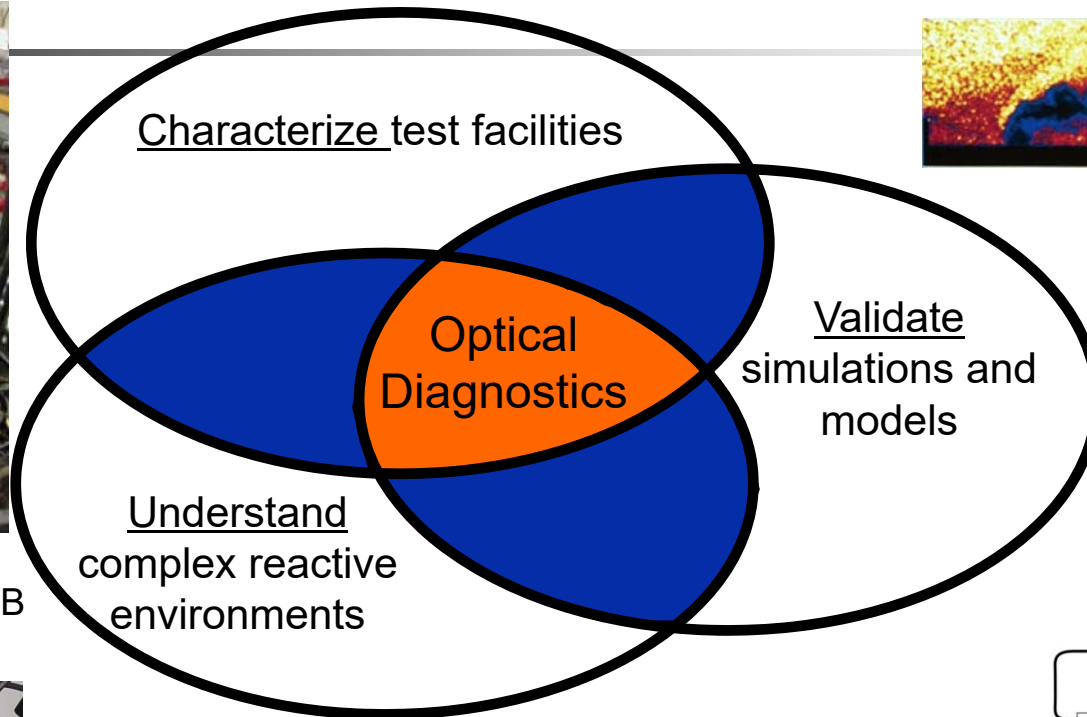 Characterize test facilities
Optical
Diagnostics
Validate
simulations and
models
Understand
complex reactive
environments
B